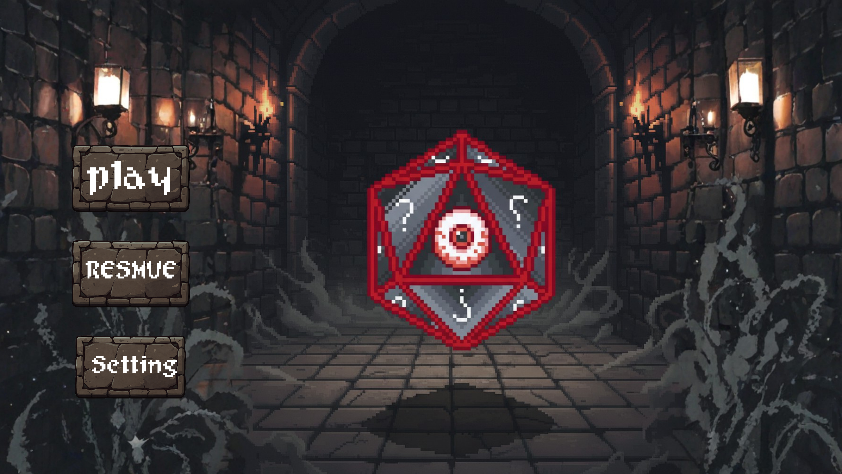 play
RESMUE
Setting
? ?
?